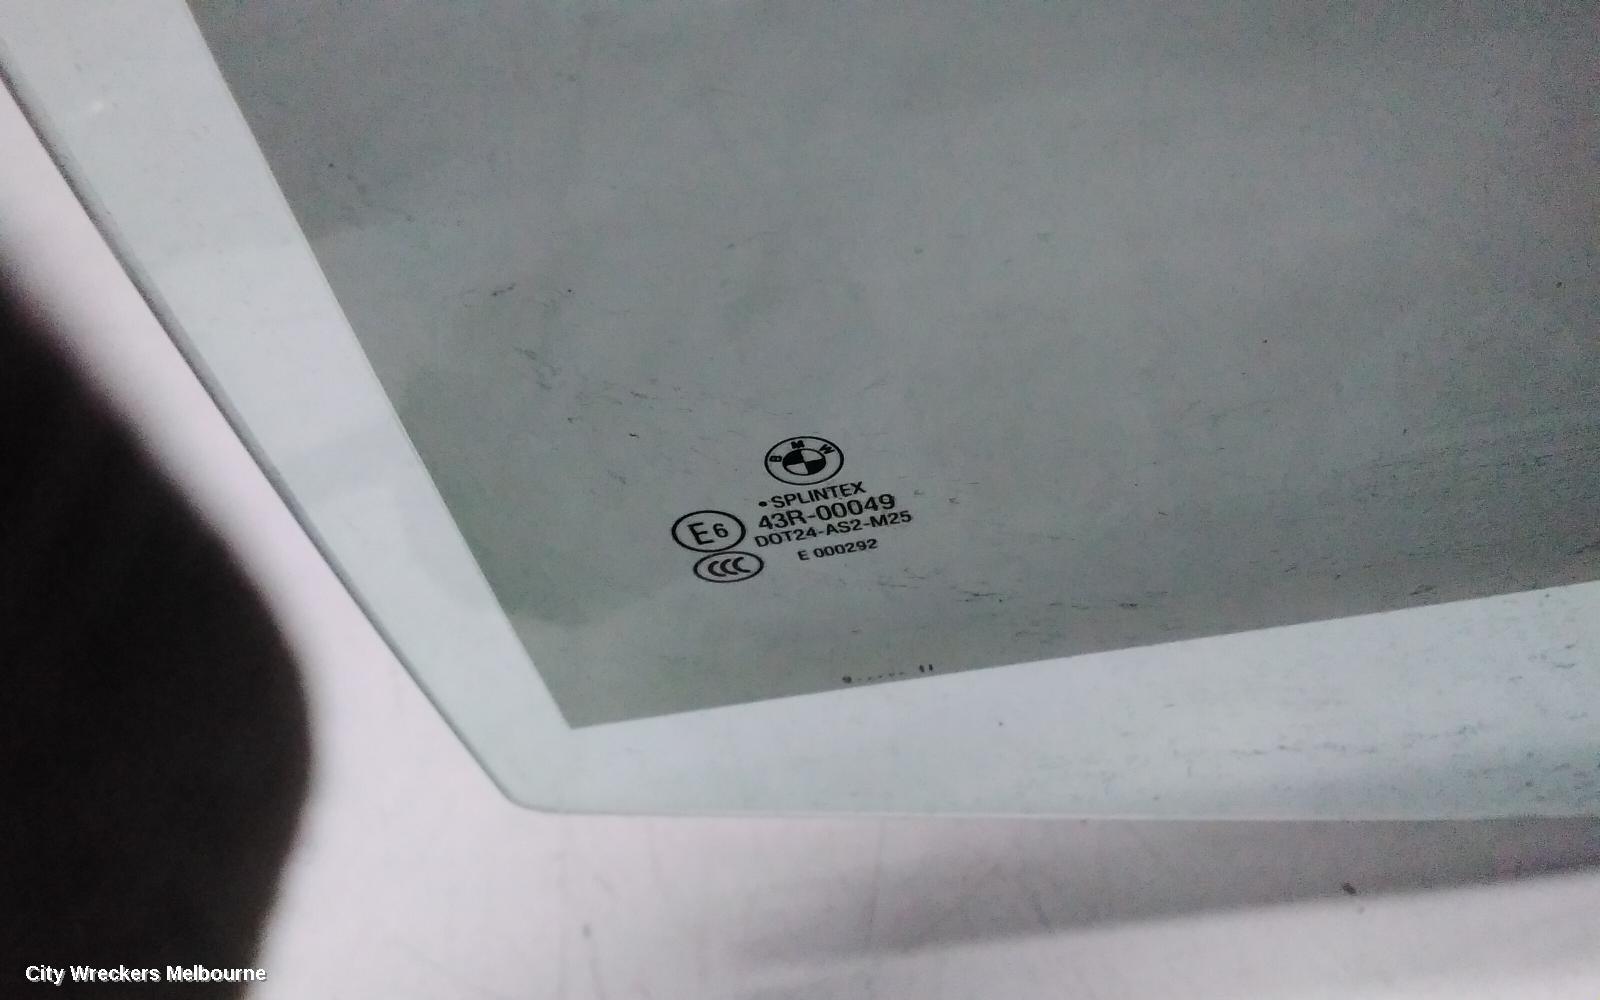 BMW
•SPLINTEX
E6 43R-00049
DOT24-AS2-M25
CCC E 000292
City Wreckers Melbourne